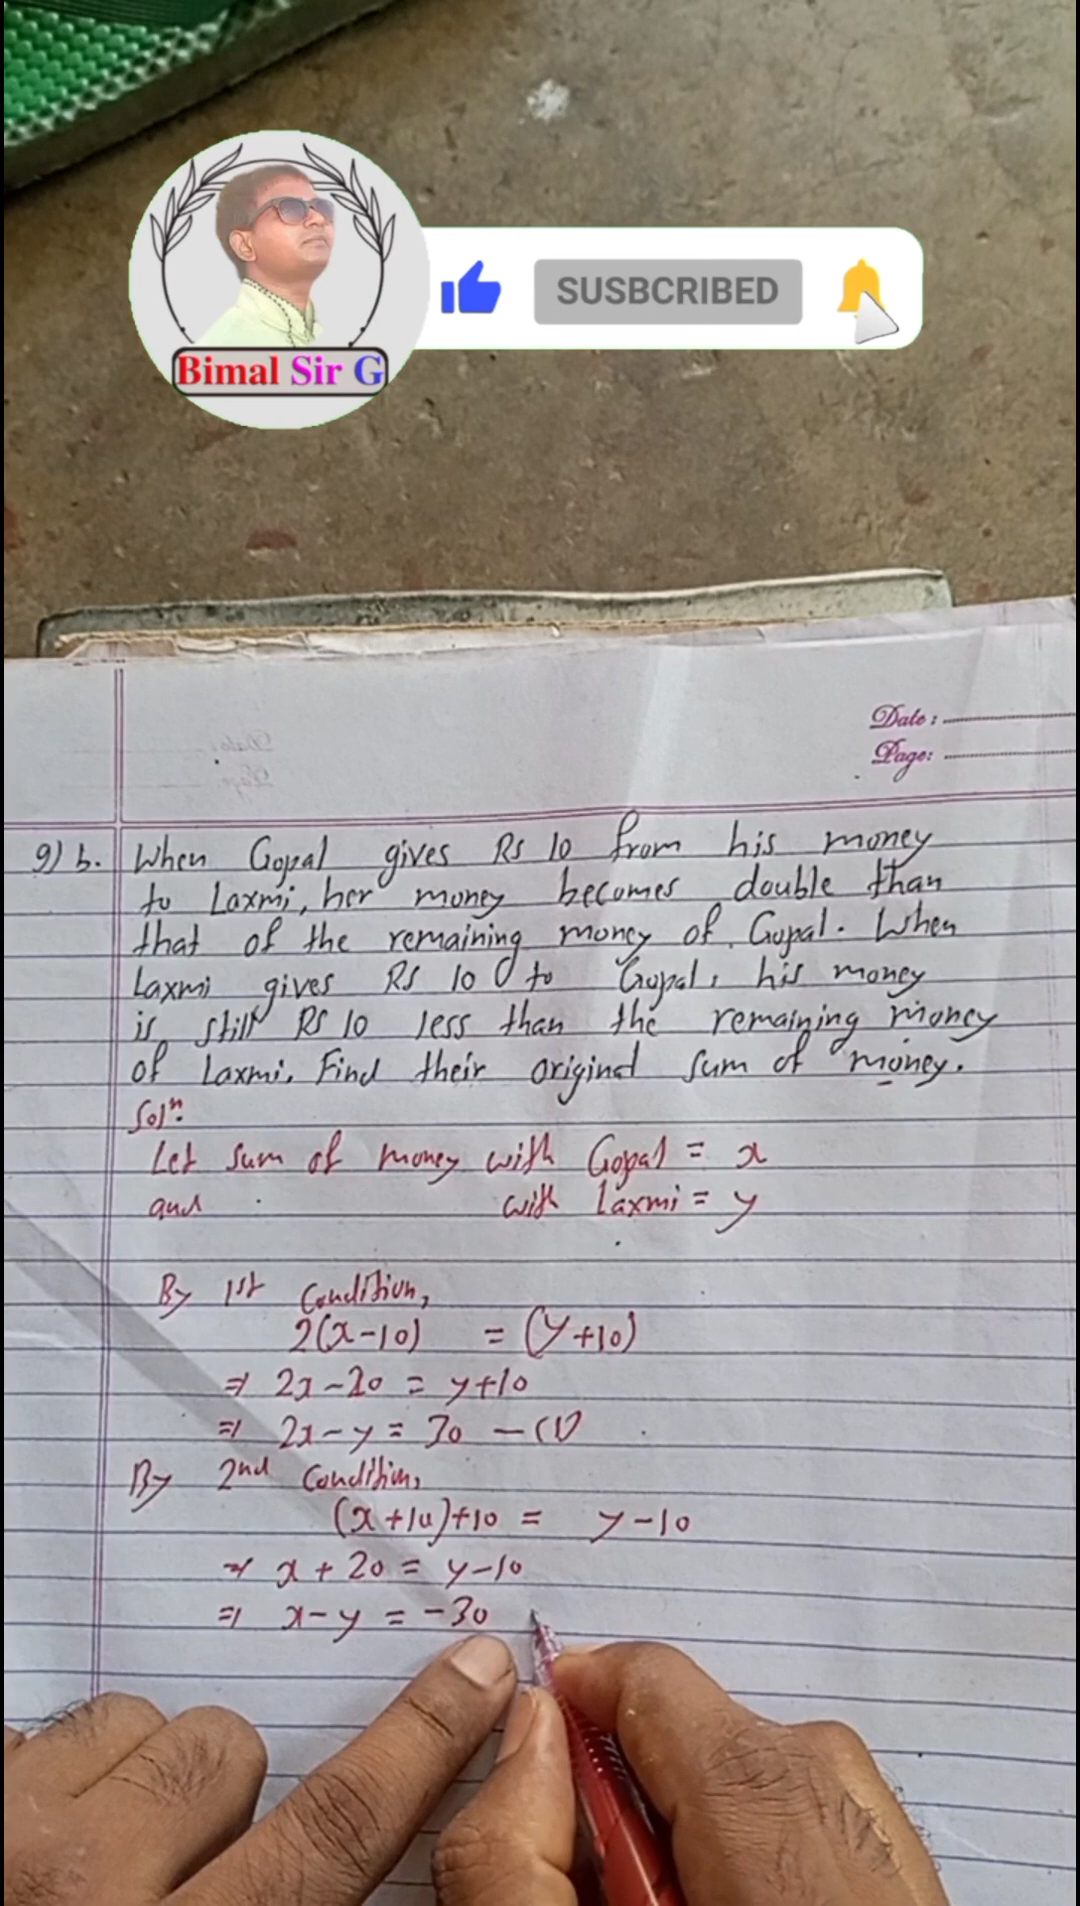 Bimal Sir G
SUSBCRIBED
Date :
Page:
9) b. When Gopal gives Rs 10 from his money
to Laxmi, her money becomes double than
that of the remaining money of Gopal. When
Laxmi gives Rs 10 to Gopal, his money
is still Rs 10 less than the remaining money
of Laxmi. Find their original sum of money.
Solⁿ:
Let sum of money with Gopal = x
and with laxmi = y
By 1st Condition,
2(x-10) = (y+10)
⇒ 2x-20 = y+10
⇒ 2x-y = 30 -(1)
By 2nd Condition,
(x+10)+10 = y-10
⇒ x + 20 = y-10
⇒ x-y = -30